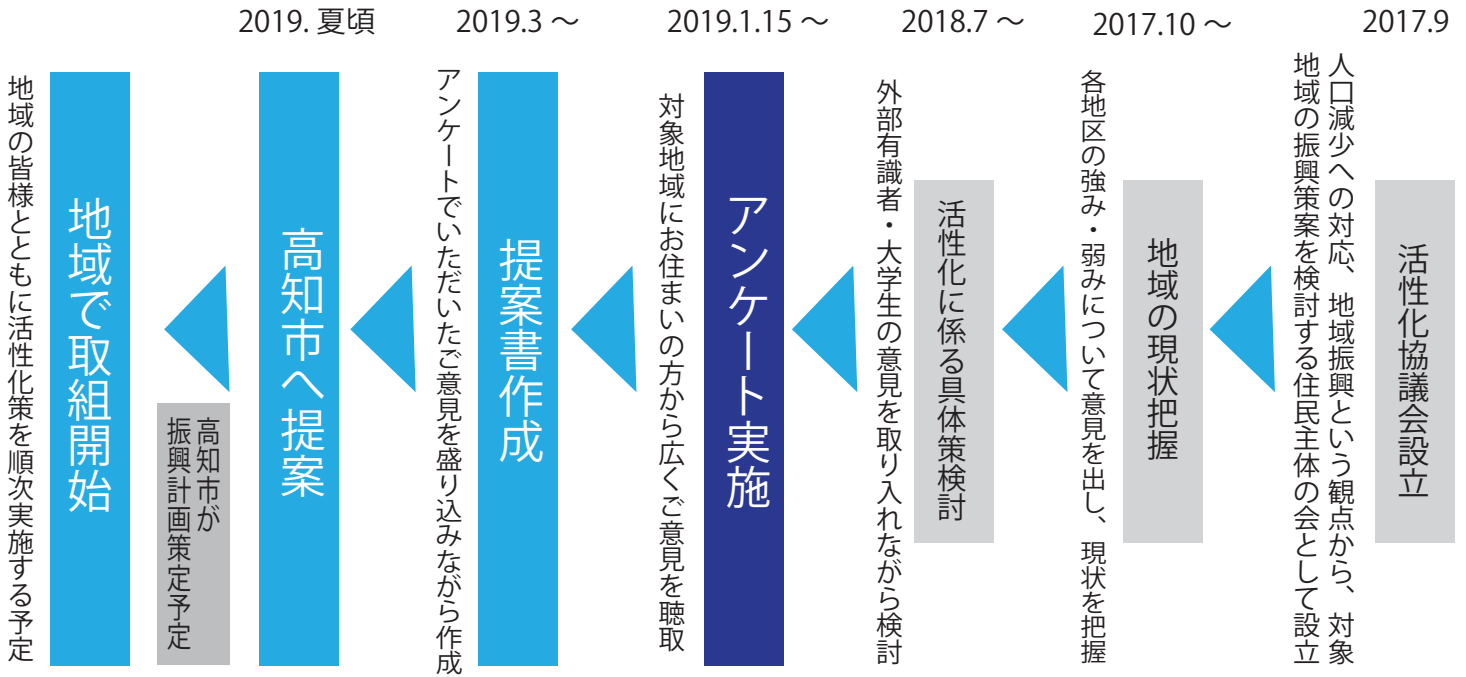 2017.9
活性化協議会設立
人口減少への対応、地域振興という観点から、対象
地域の振興策案を検討する住民主体の会として設立
2017.10 ～
地域の現状把握
各地区の強み・弱みについて意見を出し、現状を把握
2018.7 ～
活性化に係る具体策検討
外部有識者・大学生の意見を取り入れながら検討
2019.1.15 ～
アンケート実施
対象地域にお住まいの方から広くご意見を聴取
2019.3 ～
提案書作成
アンケートでいただいたご意見を盛り込みながら作成
2019. 夏頃
高知市へ提案
高知市が
振興計画策定予定
地域で取組開始
地域の皆様とともに活性化策を順次実施する予定